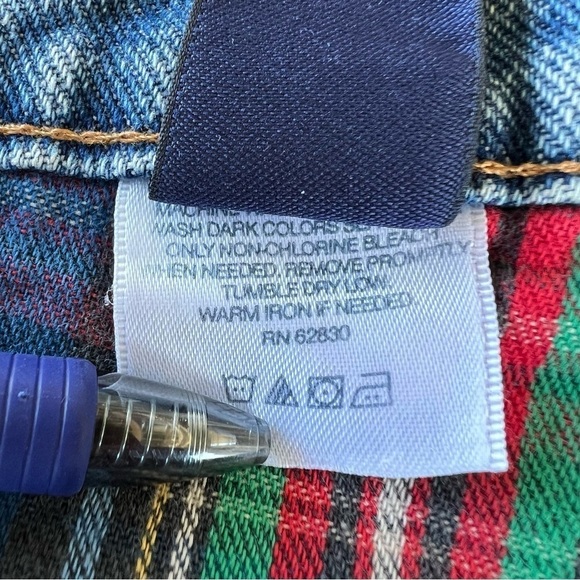 MACHINE
WASH DARK COLORS
ONLY NON-CHLORINE BLEACH
WHEN NEEDED. REMOVE PROMPTLY
TUMBLE DRY LOW.
WARM IRON IF NEEDED.
RN 62830